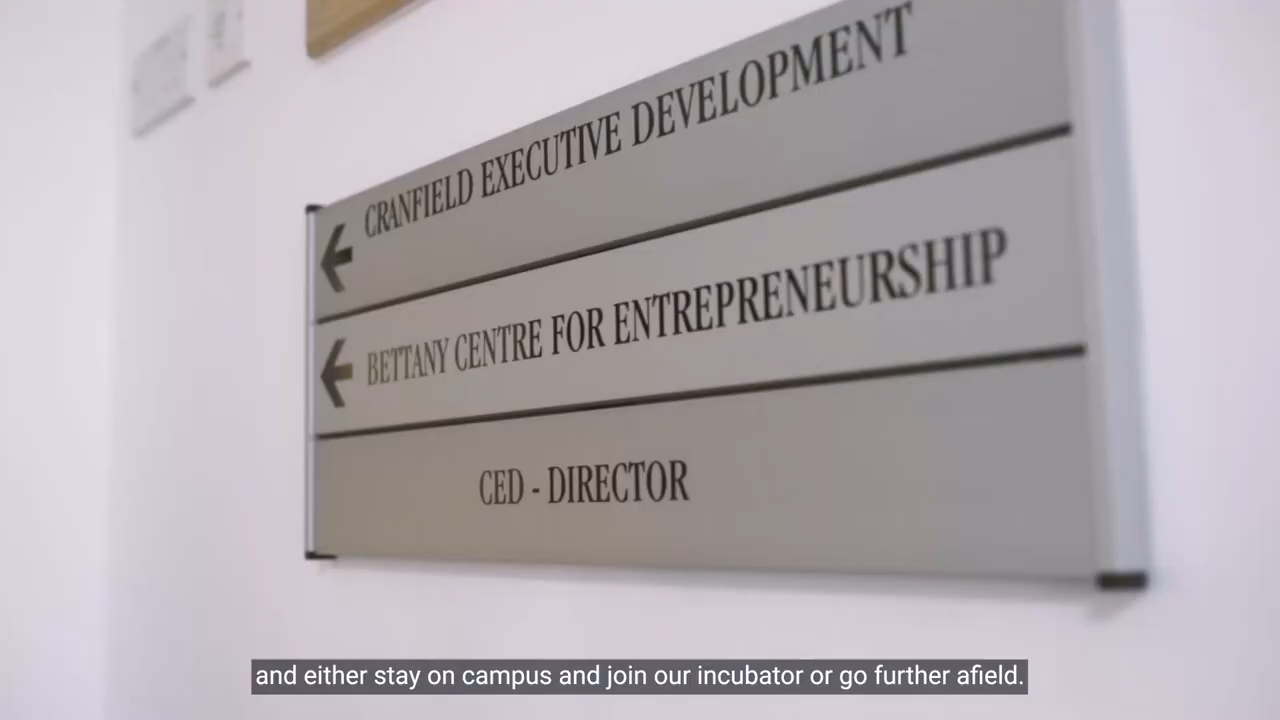 CRANFIELD EXECUTIVE DEVELOPMENT
BETTANY CENTRE FOR ENTREPRENEURSHIP
CED - DIRECTOR
and either stay on campus and join our incubator or go further afield.